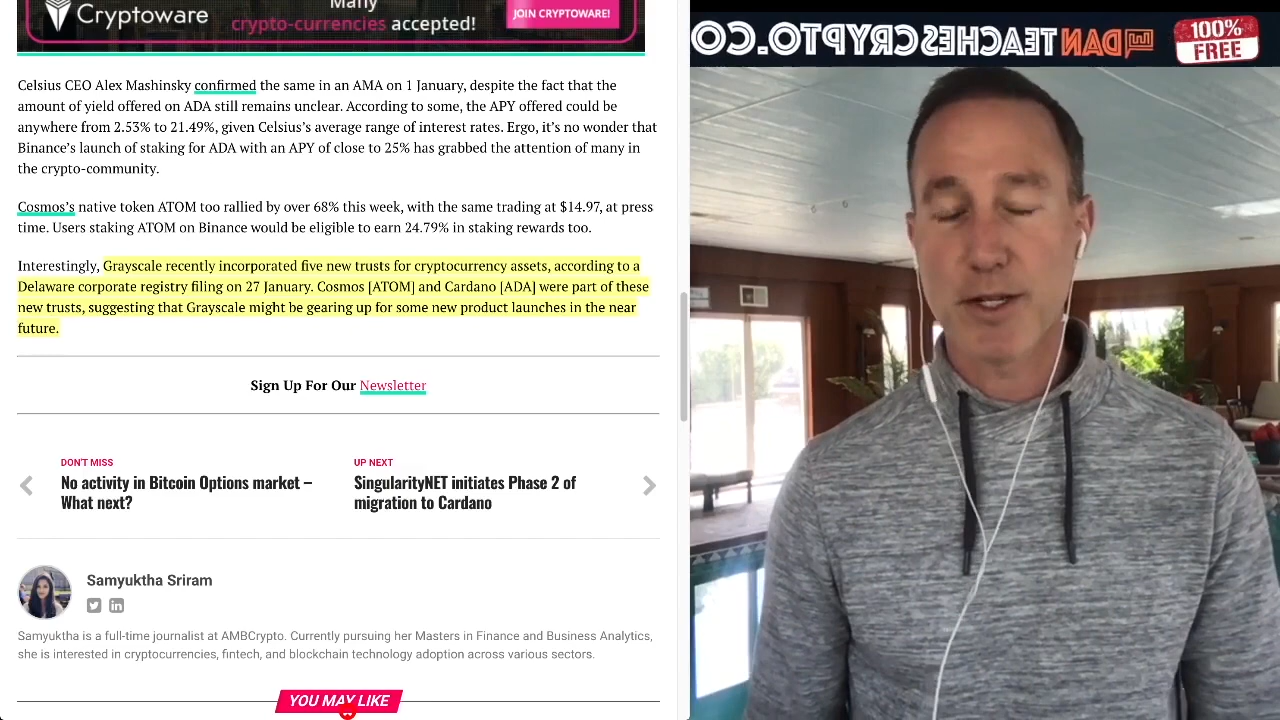 Cryptoware
Many
crypto-currencies accepted!
JOIN CRYPTOWARE!
Celsius CEO Alex Mashinsky confirmed the same in an AMA on 1 January, despite the fact that the
amount of yield offered on ADA still remains unclear. According to some, the APY offered could be
anywhere from 2.53% to 21.49%, given Celsius’s average range of interest rates. Ergo, it’s no wonder that
Binance’s launch of staking for ADA with an APY of close to 25% has grabbed the attention of many in
the crypto-community.
Cosmos’s native token ATOM too rallied by over 68% this week, with the same trading at $14.97, at press
time. Users staking ATOM on Binance would be eligible to earn 24.79% in staking rewards too.
Interestingly, Grayscale recently incorporated five new trusts for cryptocurrency assets, according to a
Delaware corporate registry filing on 27 January. Cosmos [ATOM] and Cardano [ADA] were part of these
new trusts, suggesting that Grayscale might be gearing up for some new product launches in the near
future.
Sign Up For Our Newsletter
DON'T MISS
No activity in Bitcoin Options market –
What next?
UP NEXT
SingularityNET initiates Phase 2 of
migration to Cardano
Samyuktha Sriram
Samyuktha is a full-time journalist at AMBCrypto. Currently pursuing her Masters in Finance and Business Analytics,
she is interested in cryptocurrencies, fintech, and blockchain technology adoption across various sectors.
YOU MAY LIKE
DANTEACHESCRYPTO.CO
100%
FREE